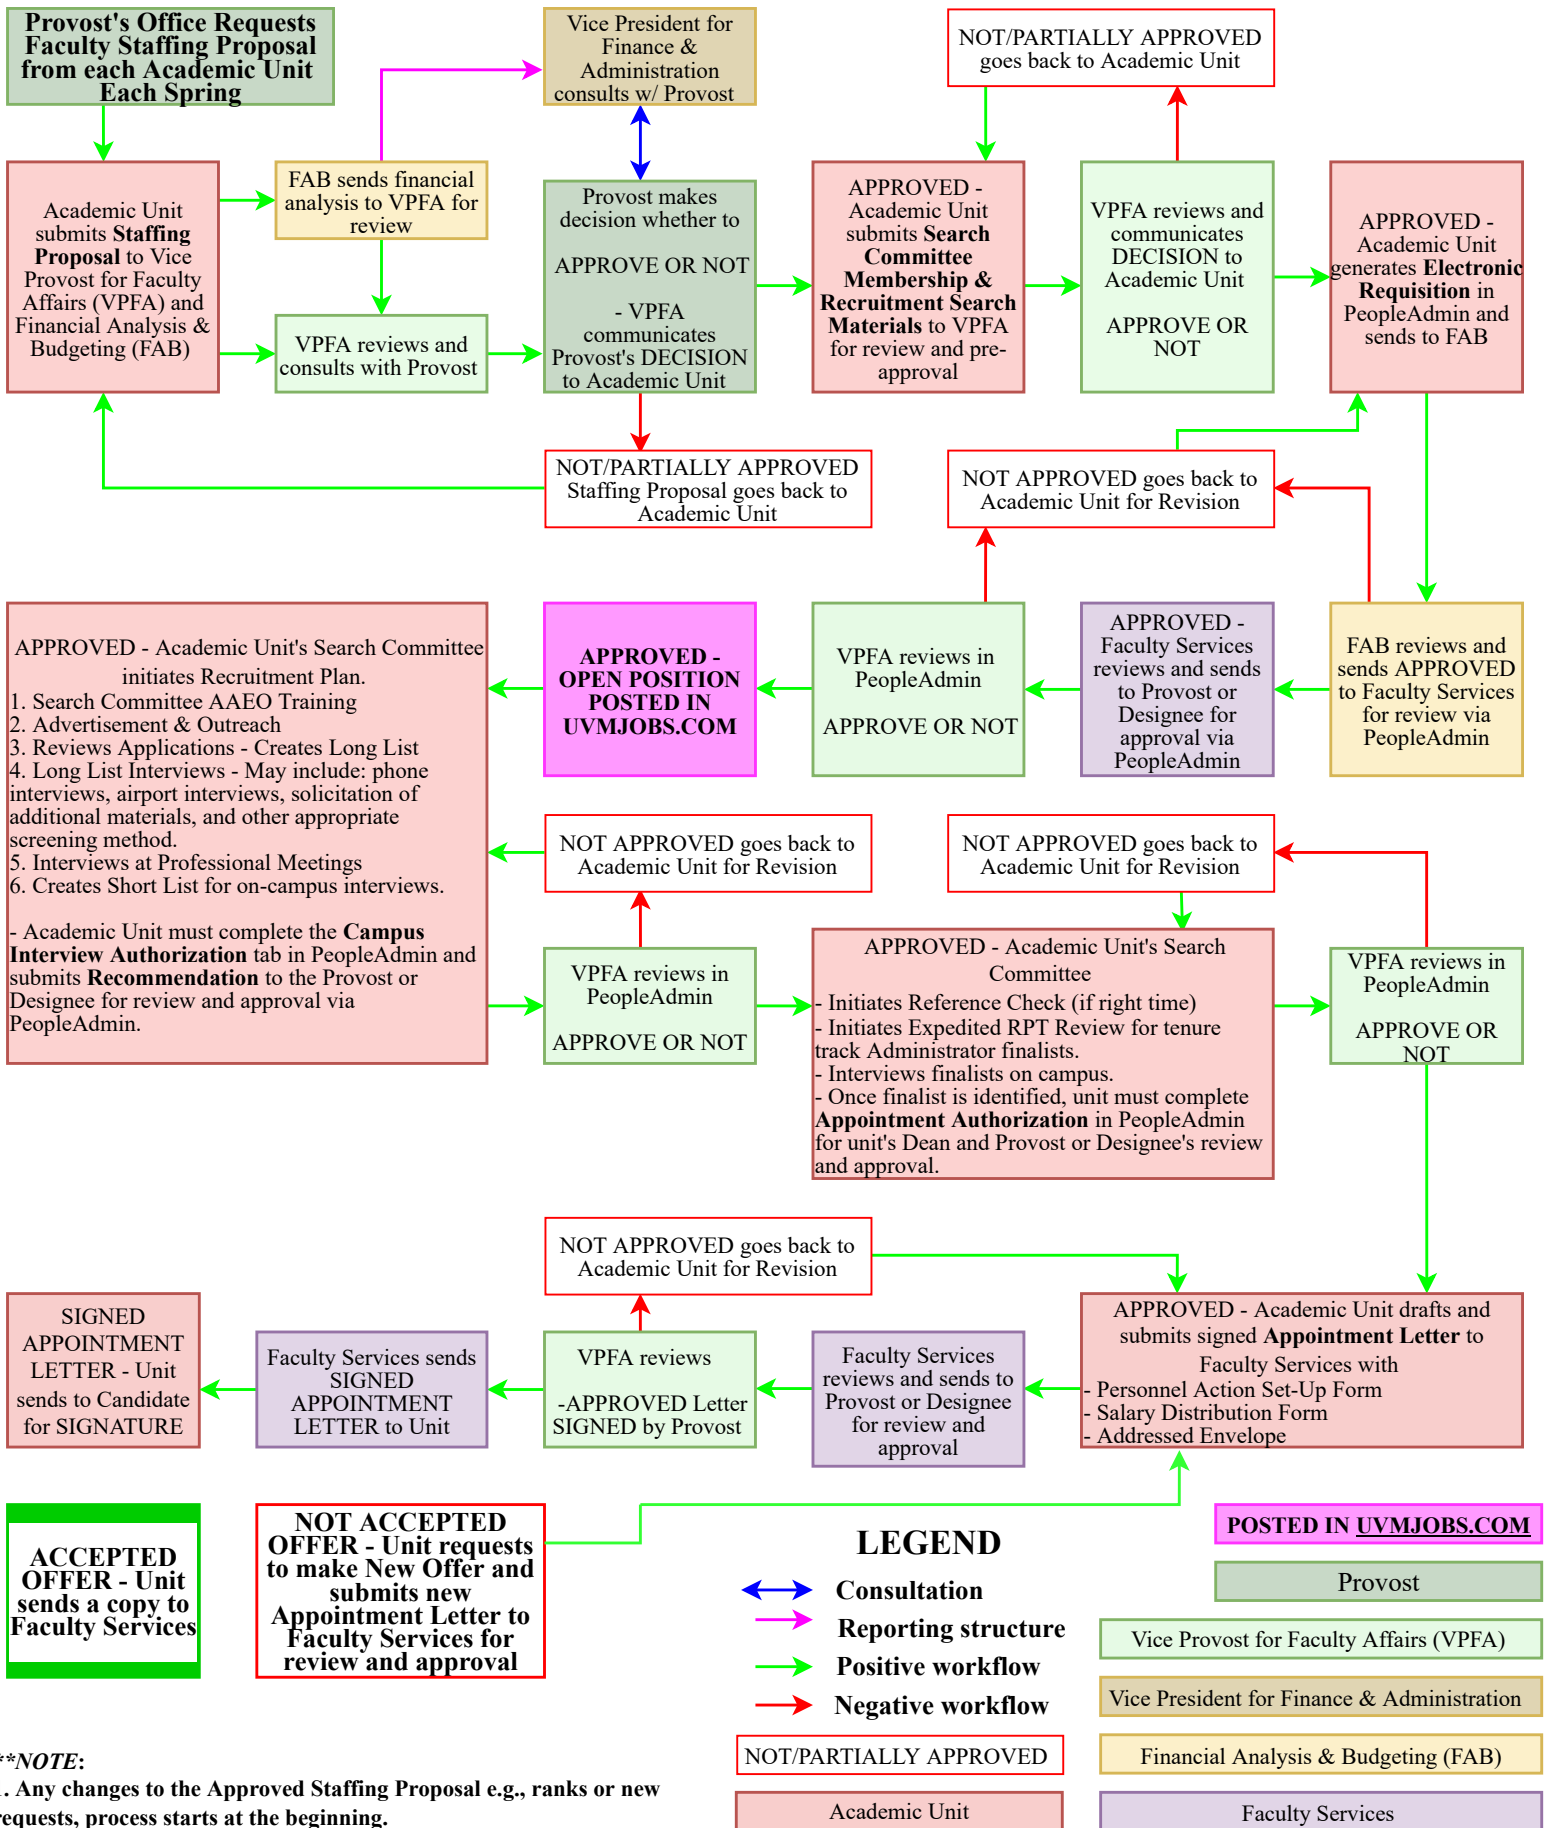 Provost's Office Requests
Faculty Staffing Proposal
from each Academic Unit
Each Spring
Vice President for
Finance &
Administration
consults w/ Provost
NOT/PARTIALLY APPROVED
goes back to Academic Unit
Academic Unit
submits Staffing
Proposal to Vice
Provost for Faculty
Affairs (VPFA) and
Financial Analysis &
Budgeting (FAB)
FAB sends financial
analysis to VPFA for
review
VPFA reviews and
consults with Provost
Provost makes
decision whether to
APPROVE OR NOT
- VPFA
communicates
Provost's DECISION
to Academic Unit
APPROVED -
Academic Unit
submits Search
Committee
Membership &
Recruitment Search
Materials to VPFA
for review and pre-
approval
VPFA reviews and
communicates
DECISION to
Academic Unit
APPROVE OR
NOT
APPROVED -
Academic Unit
generates Electronic
Requisition in
PeopleAdmin and
sends to FAB
NOT/PARTIALLY APPROVED
Staffing Proposal goes back to
Academic Unit
NOT APPROVED goes back to
Academic Unit for Revision
APPROVED - Academic Unit's Search Committee
initiates Recruitment Plan.
1. Search Committee AAEO Training
2. Advertisement & Outreach
3. Reviews Applications - Creates Long List
4. Long List Interviews - May include: phone
interviews, airport interviews, solicitation of
additional materials, and other appropriate
screening method.
5. Interviews at Professional Meetings
6. Creates Short List for on-campus interviews.
- Academic Unit must complete the Campus
Interview Authorization tab in PeopleAdmin and
submits Recommendation to the Provost or
Designee for review and approval via
PeopleAdmin.
APPROVED -
OPEN POSITION
POSTED IN
UVMJOBS.COM
VPFA reviews in
PeopleAdmin
APPROVE OR NOT
APPROVED -
Faculty Services
reviews and sends
to Provost or
Designee for
approval via
PeopleAdmin
FAB reviews and
sends APPROVED
to Faculty Services
for review via
PeopleAdmin
NOT APPROVED goes back to
Academic Unit for Revision
NOT APPROVED goes back to
Academic Unit for Revision
VPFA reviews in
PeopleAdmin
APPROVE OR NOT
APPROVED - Academic Unit's Search
Committee
- Initiates Reference Check (if right time)
- Initiates Expedited RPT Review for tenure
track Administrator finalists.
- Interviews finalists on campus.
- Once finalist is identified, unit must complete
Appointment Authorization in PeopleAdmin
for unit's Dean and Provost or Designee's review
and approval.
VPFA reviews in
PeopleAdmin
APPROVE OR
NOT
NOT APPROVED goes back to
Academic Unit for Revision
SIGNED
APPOINTMENT
LETTER - Unit
sends to Candidate
for SIGNATURE
Faculty Services sends
SIGNED
APPOINTMENT
LETTER to Unit
VPFA reviews
-APPROVED Letter
SIGNED by Provost
Faculty Services
reviews and sends to
Provost or Designee
for review and
approval
APPROVED - Academic Unit drafts and
submits signed Appointment Letter to
Faculty Services with
- Personnel Action Set-Up Form
- Salary Distribution Form
- Addressed Envelope
ACCEPTED
OFFER - Unit
sends a copy to
Faculty Services
NOT ACCEPTED
OFFER - Unit requests
to make New Offer and
submits new
Appointment Letter to
Faculty Services for
review and approval
LEGEND
Consultation
Reporting structure
Positive workflow
Negative workflow
NOT/PARTIALLY APPROVED
Academic Unit
POSTED IN UVMJOBS.COM
Provost
Vice Provost for Faculty Affairs (VPFA)
Vice President for Finance & Administration
Financial Analysis & Budgeting (FAB)
Faculty Services
**NOTE:
1. Any changes to the Approved Staffing Proposal e.g., ranks or new
requests, process starts at the beginning.